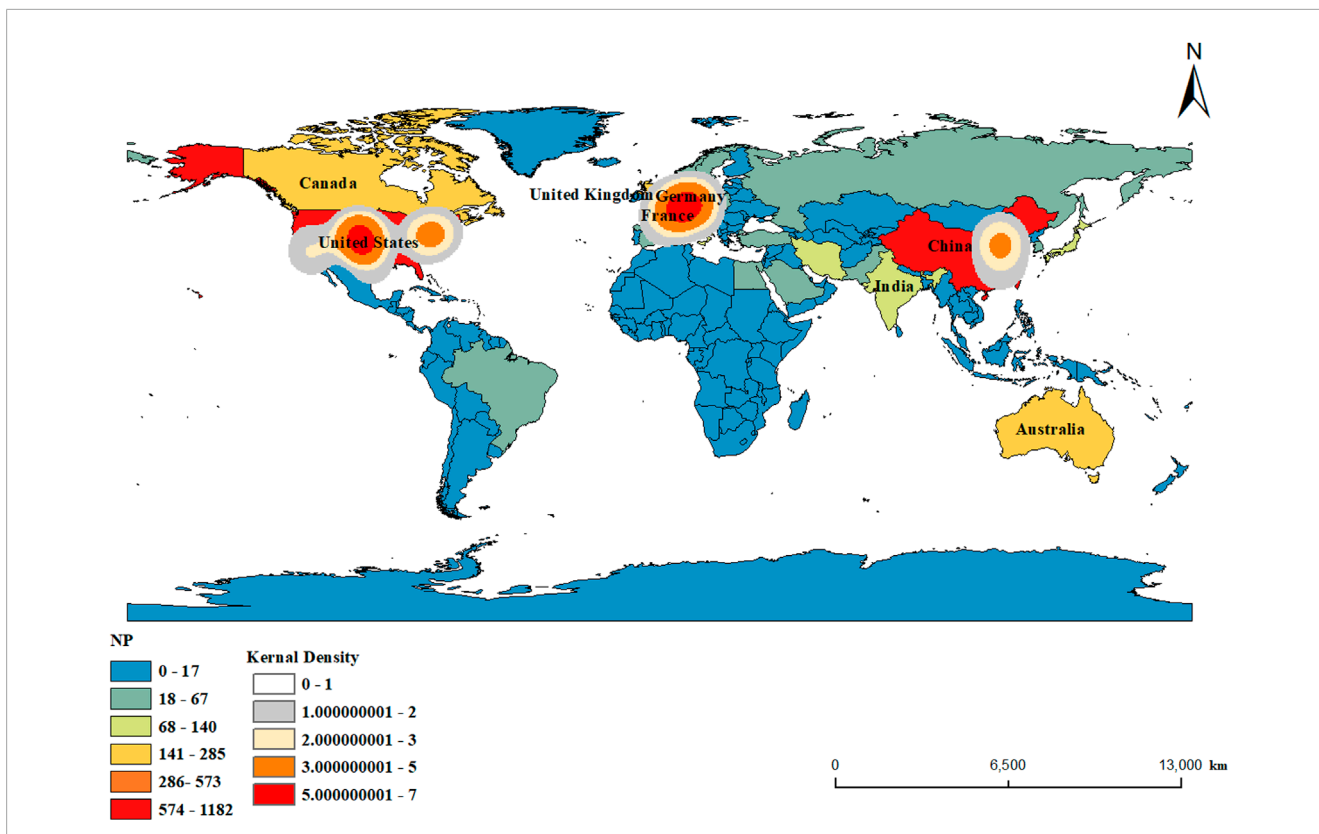 N
Canada
United Kingdom
Germany
France
United States
China
India
Australia
NP
0 - 17
18 - 67
68 - 140
141 - 285
286- 573
574 - 1182
Kernal Density
0 - 1
1.000000001 - 2
2.000000001 - 3
3.000000001 - 5
5.000000001 - 7
0 6,500 13,000 km